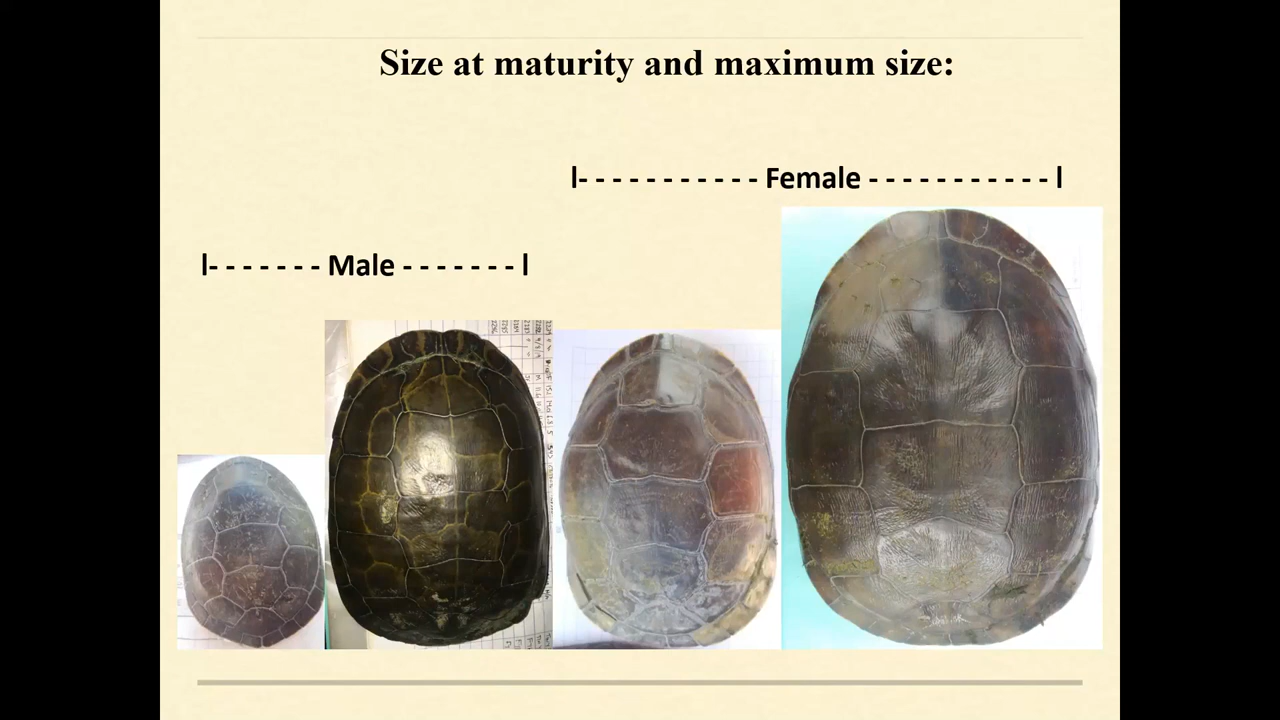 Size at maturity and maximum size:
l- - - - - - - - - - - Female - - - - - - - - - - - l
l- - - - - - - Male - - - - - - - l